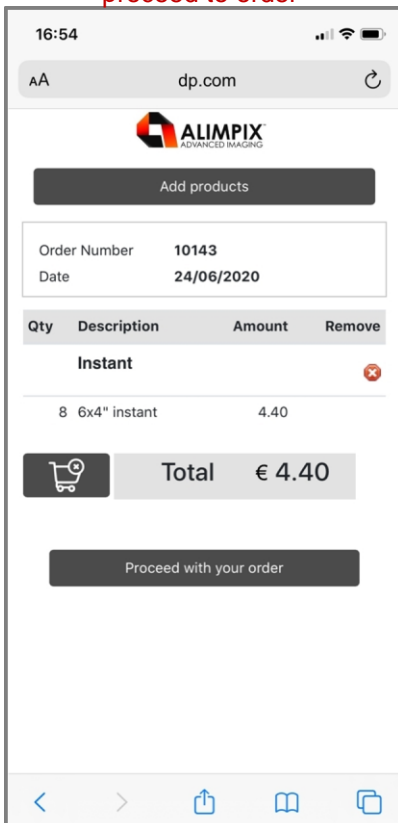 proceed to order
16:54
AA dp.com
ALIMPIX
ADVANCED IMAGING
Add products
Order Number 10143
Date 24/06/2020
Qty Description Amount Remove
Instant
8 6x4" instant 4.40
Total € 4.40
Proceed with your order